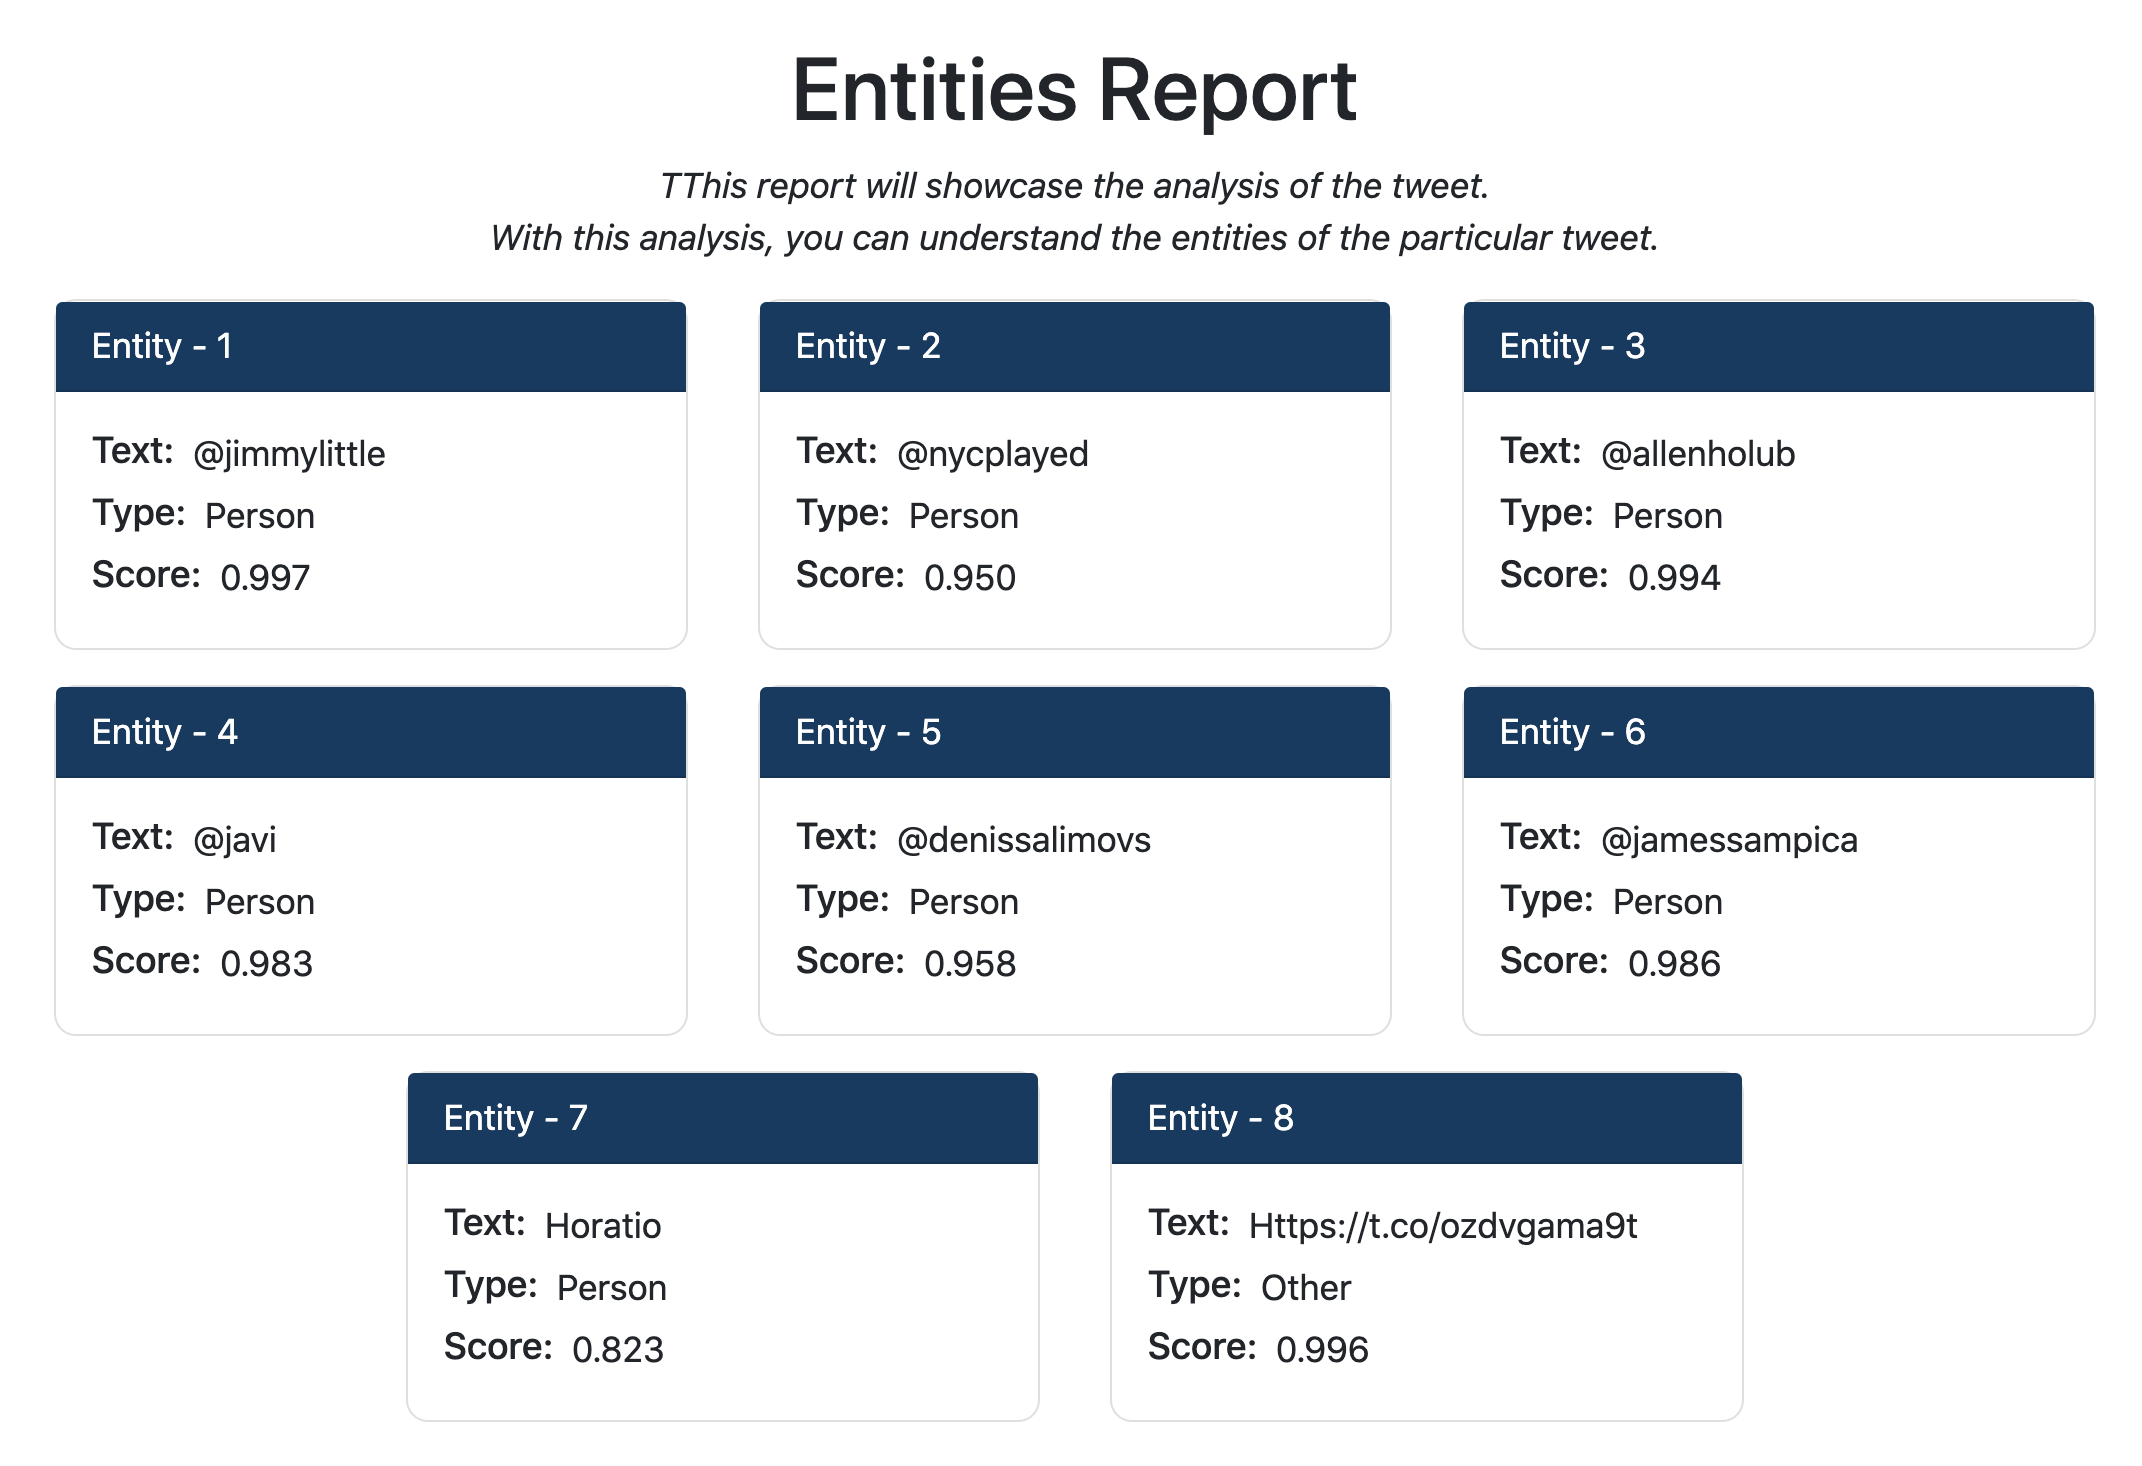 Entities Report
TThis report will showcase the analysis of the tweet.
With this analysis, you can understand the entities of the particular tweet.
Entity - 1
Text: @jimmylittle
Type: Person
Score: 0.997
Entity - 2
Text: @nycplayed
Type: Person
Score: 0.950
Entity - 3
Text: @allenholub
Type: Person
Score: 0.994
Entity - 4
Text: @javi
Type: Person
Score: 0.983
Entity - 5
Text: @denissalimovs
Type: Person
Score: 0.958
Entity - 6
Text: @jamessampica
Type: Person
Score: 0.986
Entity - 7
Text: Horatio
Type: Person
Score: 0.823
Entity - 8
Text: Https://t.co/ozdvgama9t
Type: Other
Score: 0.996